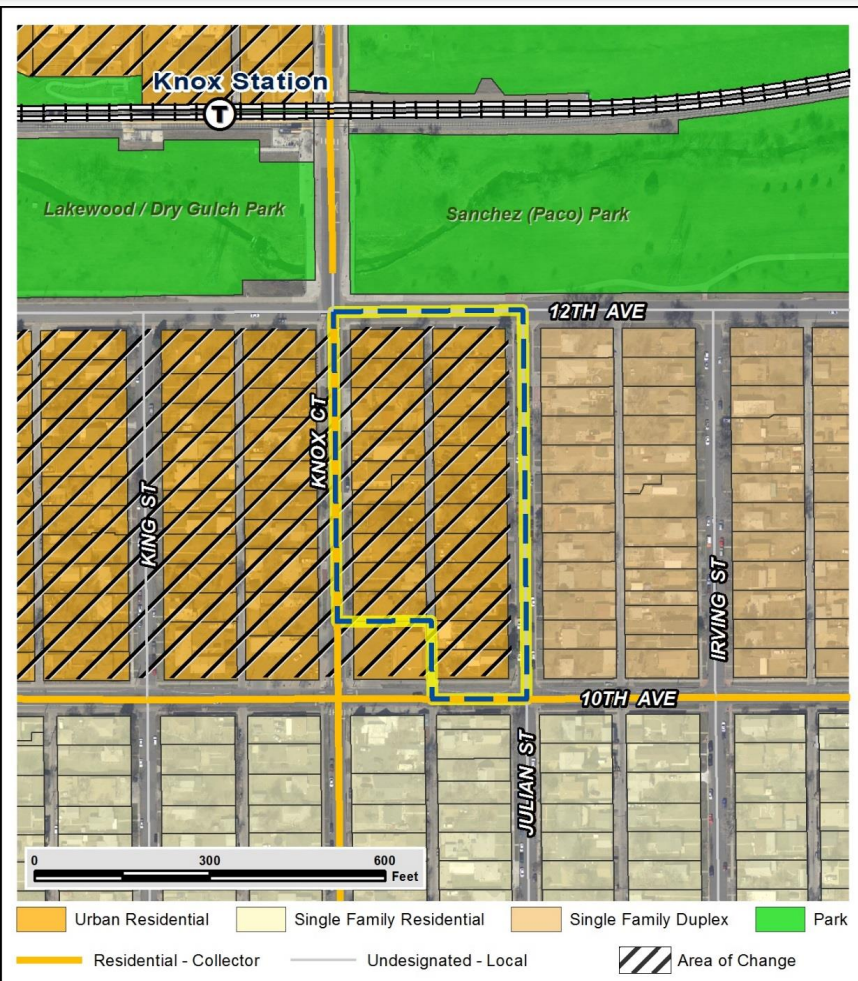 Knox Station
T
Lakewood / Dry Gulch Park
Sanchez (Paco) Park
12TH AVE
KNOX CT
KING ST
IRVING ST
10TH AVE
JULIAN ST
0 300 600
Feet
Urban Residential Single Family Residential Single Family Duplex Park
Residential - Collector Undesignated - Local Area of Change